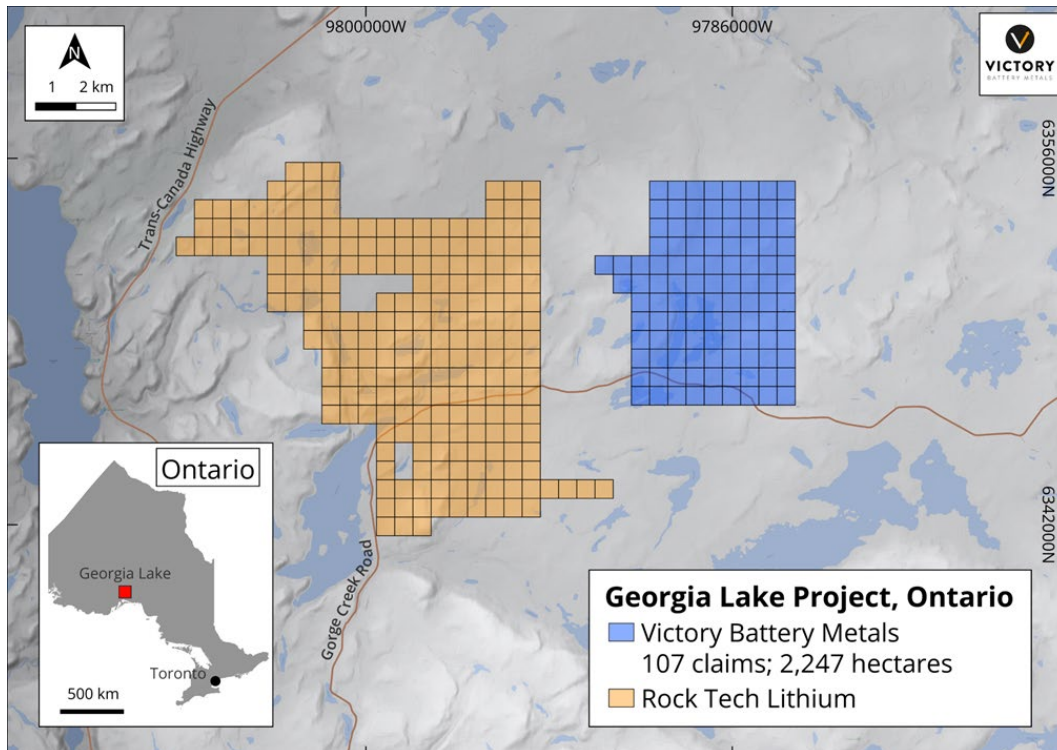 N
1 2 km
9800000W
9786000W
VICTORY
BATTERY METALS
6356000N
Trans-Canada Highway
6342000N
Gorge Creek Road
Ontario
Georgia Lake
Toronto
500 km
Georgia Lake Project, Ontario
Victory Battery Metals
107 claims; 2,247 hectares
Rock Tech Lithium